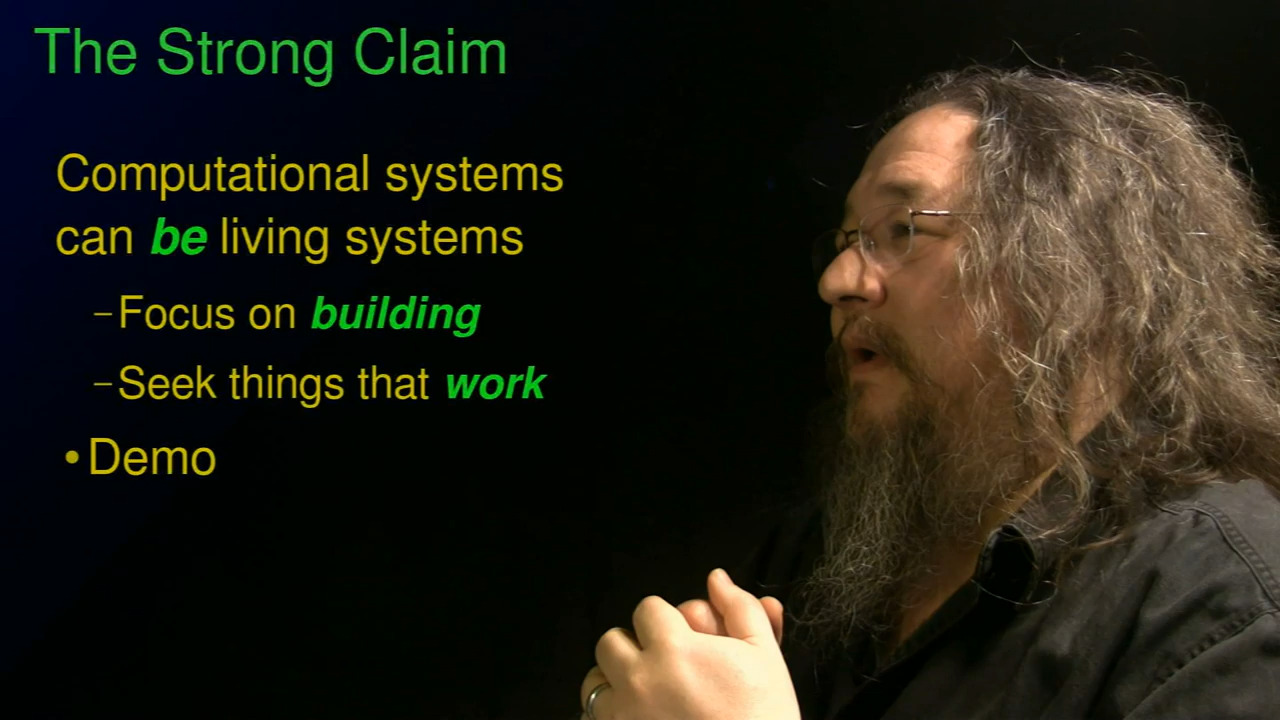 The Strong Claim
Computational systems
can be living systems
–Focus on building
–Seek things that work
•Demo